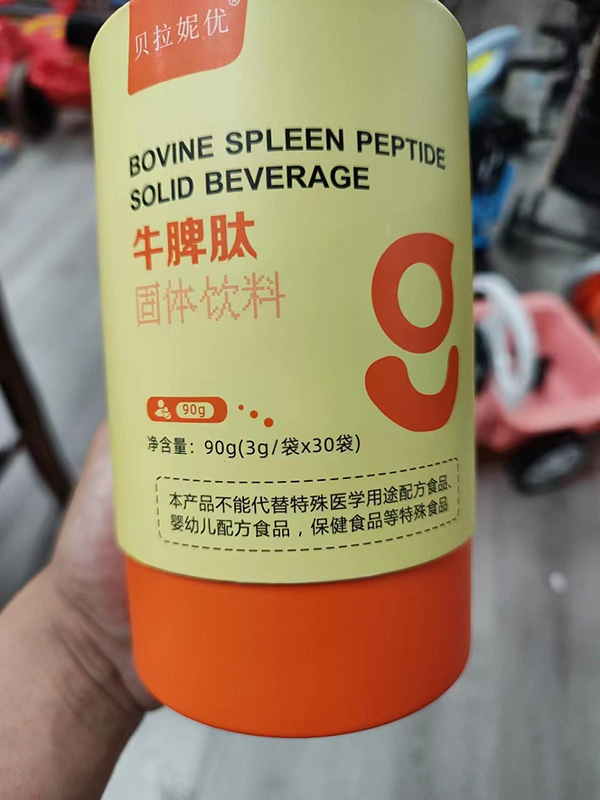 贝拉妮优®
BOVINE SPLEEN PEPTIDE
SOLID BEVERAGE
牛脾肽
固体饮料
g
90g
净含量：90g(3g/袋x30袋)
本产品不能代替特殊医学用途配方食品、
婴幼儿配方食品，保健食品等特殊食品